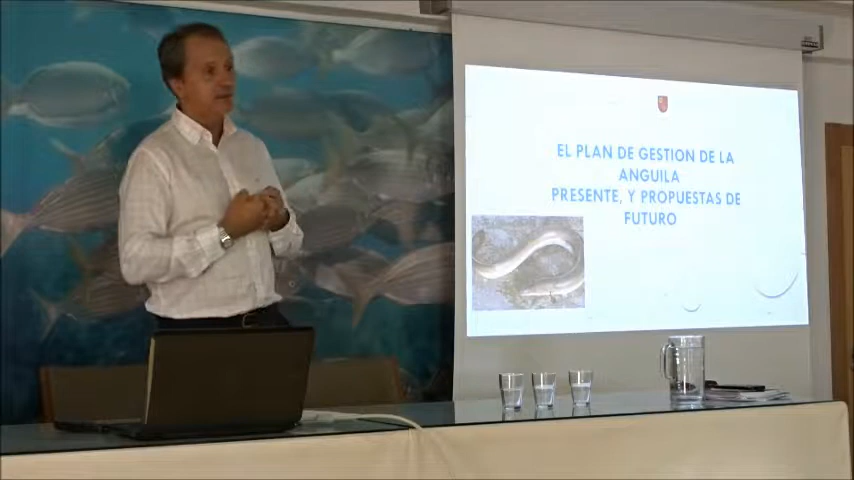 EL PLAN DE GESTION DE LA
ANGUILA
PRESENTE, Y PROPUESTAS DE
FUTURO